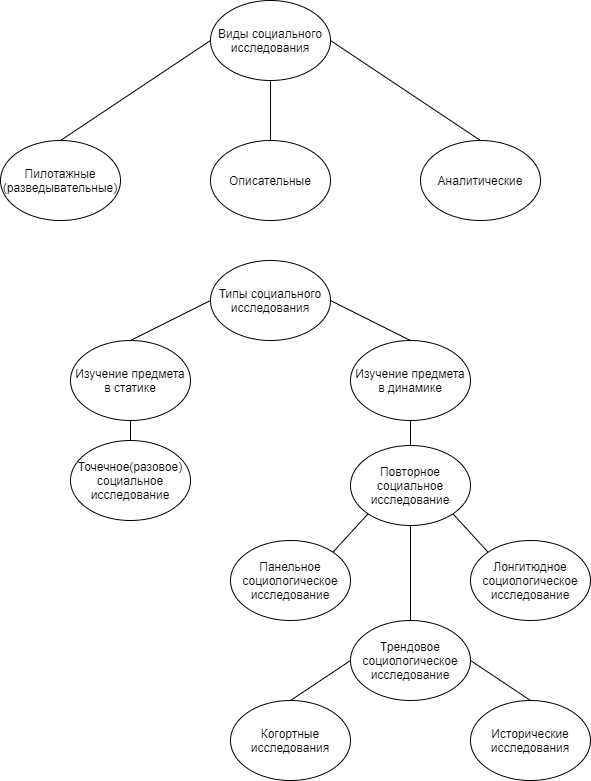 Виды социального
исследования
Пилотажные
(разведывательные)
Описательные
Аналитические
Типы социального
исследования
Изучение предмета
в статике
Изучение предмета
в динамике
Точечное(разовое)
социальное
исследование
Повторное
социальное
исследование
Панельное
социологическое
исследование
Лонгитюдное
социологическое
исследование
Трендовое
социологическое
исследование
Когортные
исследования
Исторические
исследования